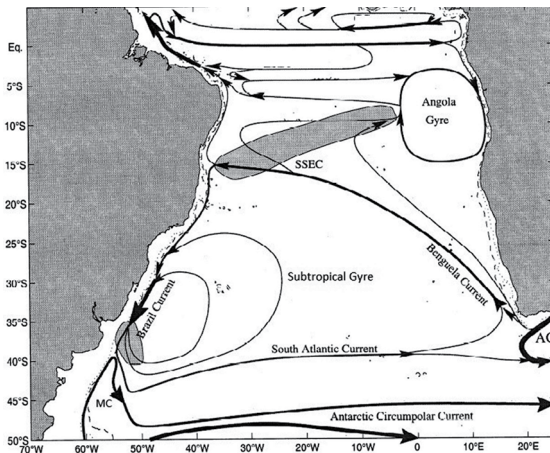 Eq.
5°S
Angola
Gyre
10°S
SSEC
15°S
20°S
25°S
Benguela Current
Subtropical Gyre
30°S
Brazil Current
35°S
South Atlantic Current
40°S
MC
45°S
Antarctic Circumpolar Current
50°S
70°W 60°W 50°W 40°W 30°W 20°W 10°W 0° 10°E 20°E